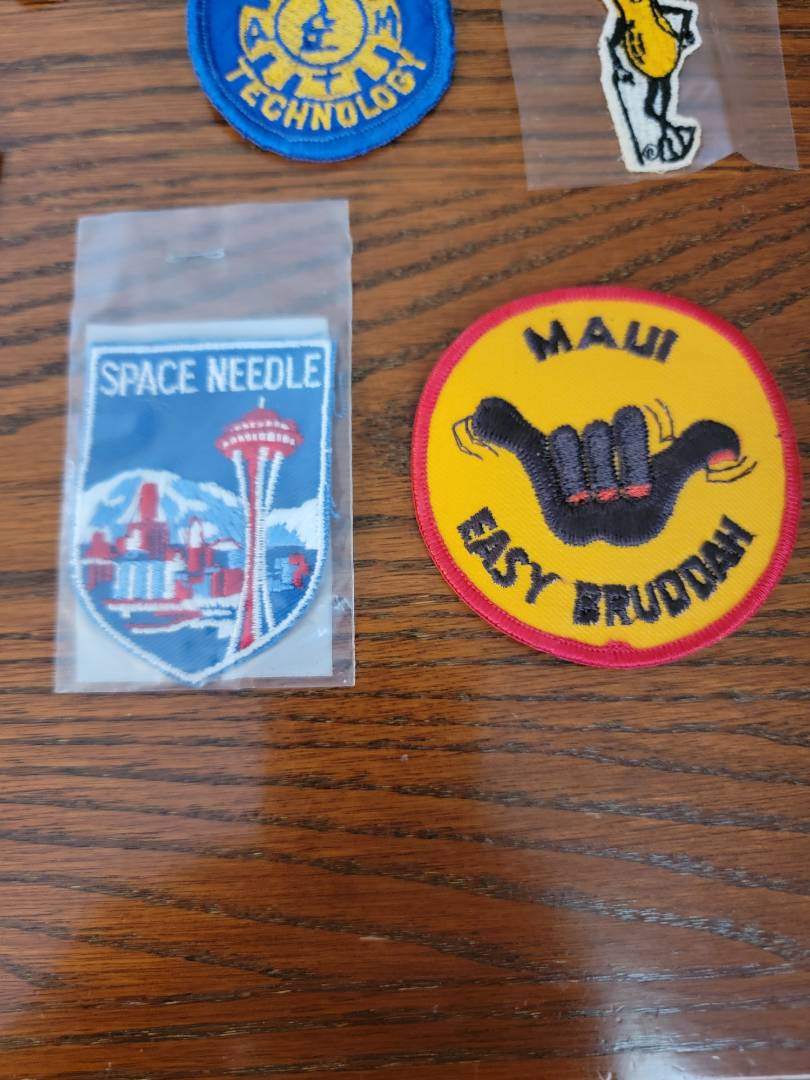 A M
TECHNOLOGY
SPACE NEEDLE
MAUI
EASY BRUDDAH